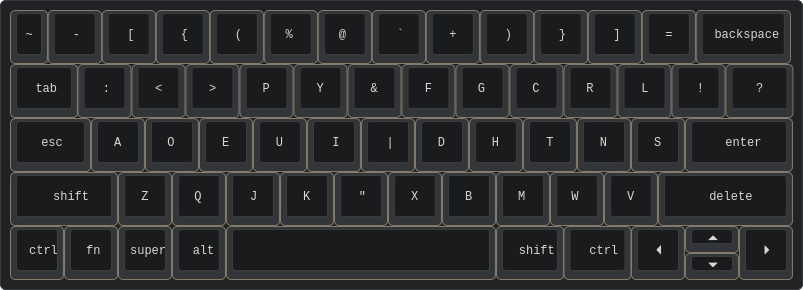 ~ - [ { ( % @ ` + ) } ] = backspace
tab : < > P Y & F G C R L ! ?
esc A O E U I | D H T N S enter
shift Z Q J K " X B M W V delete
ctrl fn super alt shift ctrl